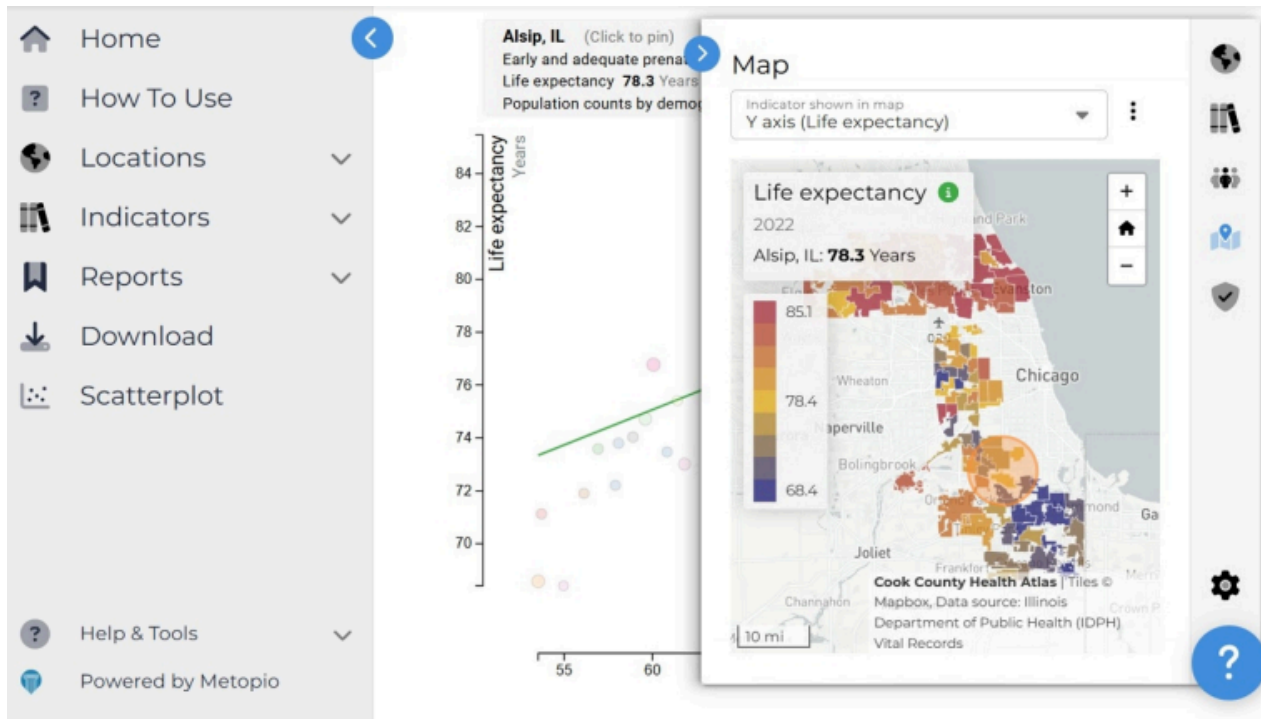 Home
How To Use
Locations
Indicators
Reports
Download
Scatterplot
Help & Tools
Powered by Metopio
Alsip, IL (Click to pin)
Early and adequate
Life expectancy 78.3 Years
Population counts by
Life expectancy
Years
84
82
80
78
76
74
72
70
55
60
Map
Indicator shown in map
Y axis (Life expectancy)
Life expectancy
2022
Alsip, IL: 78.3 Years
85.1
78.4
68.4
Evanston
Wheaton
Chicago
Bolingbrook
Joliet
Frankfort
Channahon
10 mi
Cook County Health Atlas | Tiles ©
Mapbox, Data source: Illinois
Department of Public Health (IDPH)
Vital Records